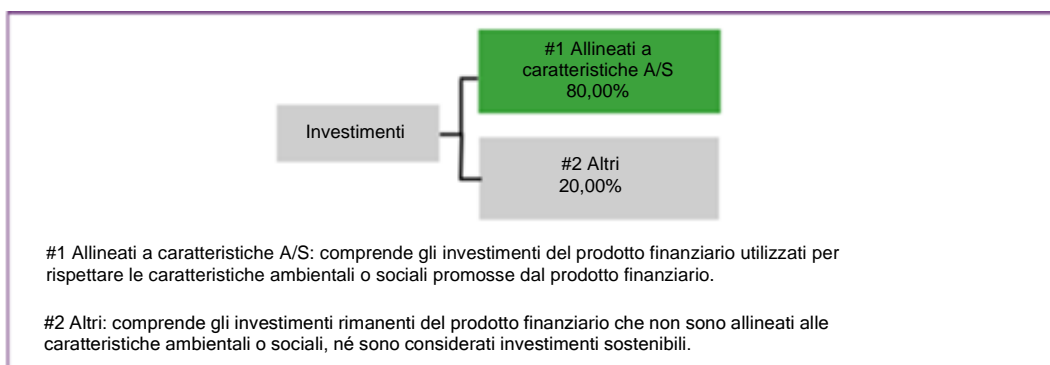 #1 Allineati a
caratteristiche A/S
80,00%
Investimenti
#2 Altri
20,00%
#1 Allineati a caratteristiche A/S: comprende gli investimenti del prodotto finanziario utilizzati per
rispettare le caratteristiche ambientali o sociali promosse dal prodotto finanziario.
#2 Altri: comprende gli investimenti rimanenti del prodotto finanziario che non sono allineati alle
caratteristiche ambientali o sociali, né sono considerati investimenti sostenibili.